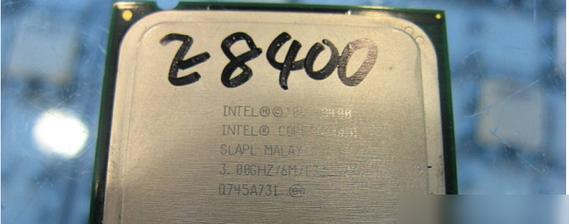 E8400
INTEL®©
INTEL®
SLAPL MALAY
3.00GHZ/6M/
Q745A731